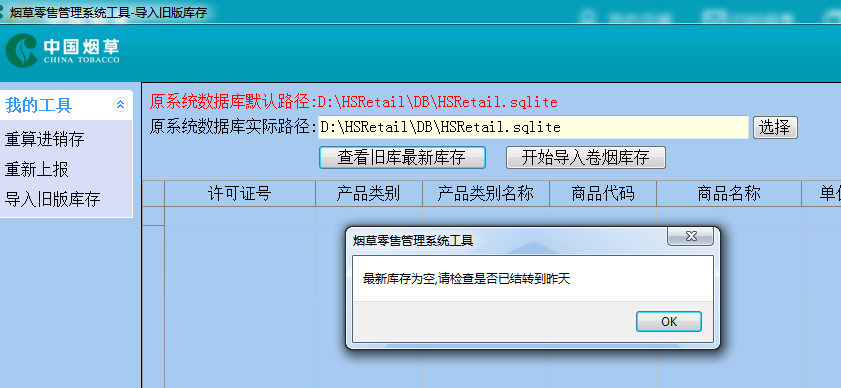 烟草零售管理系统工具-导入旧版库存
中国烟草
CHINA TOBACCO
我的工具
重算进销存
重新上报
导入旧版库存
原系统数据库默认路径:D:\HSRetail\DB\HSRetail.sqlite
原系统数据库实际路径:D:\HSRetail\DB\HSRetail.sqlite 选择
查看旧库最新库存 开始导入卷烟库存
许可证号 产品类别 产品类别名称 商品代码 商品名称
烟草零售管理系统工具
最新库存为空,请检查是否已结转到昨天
OK